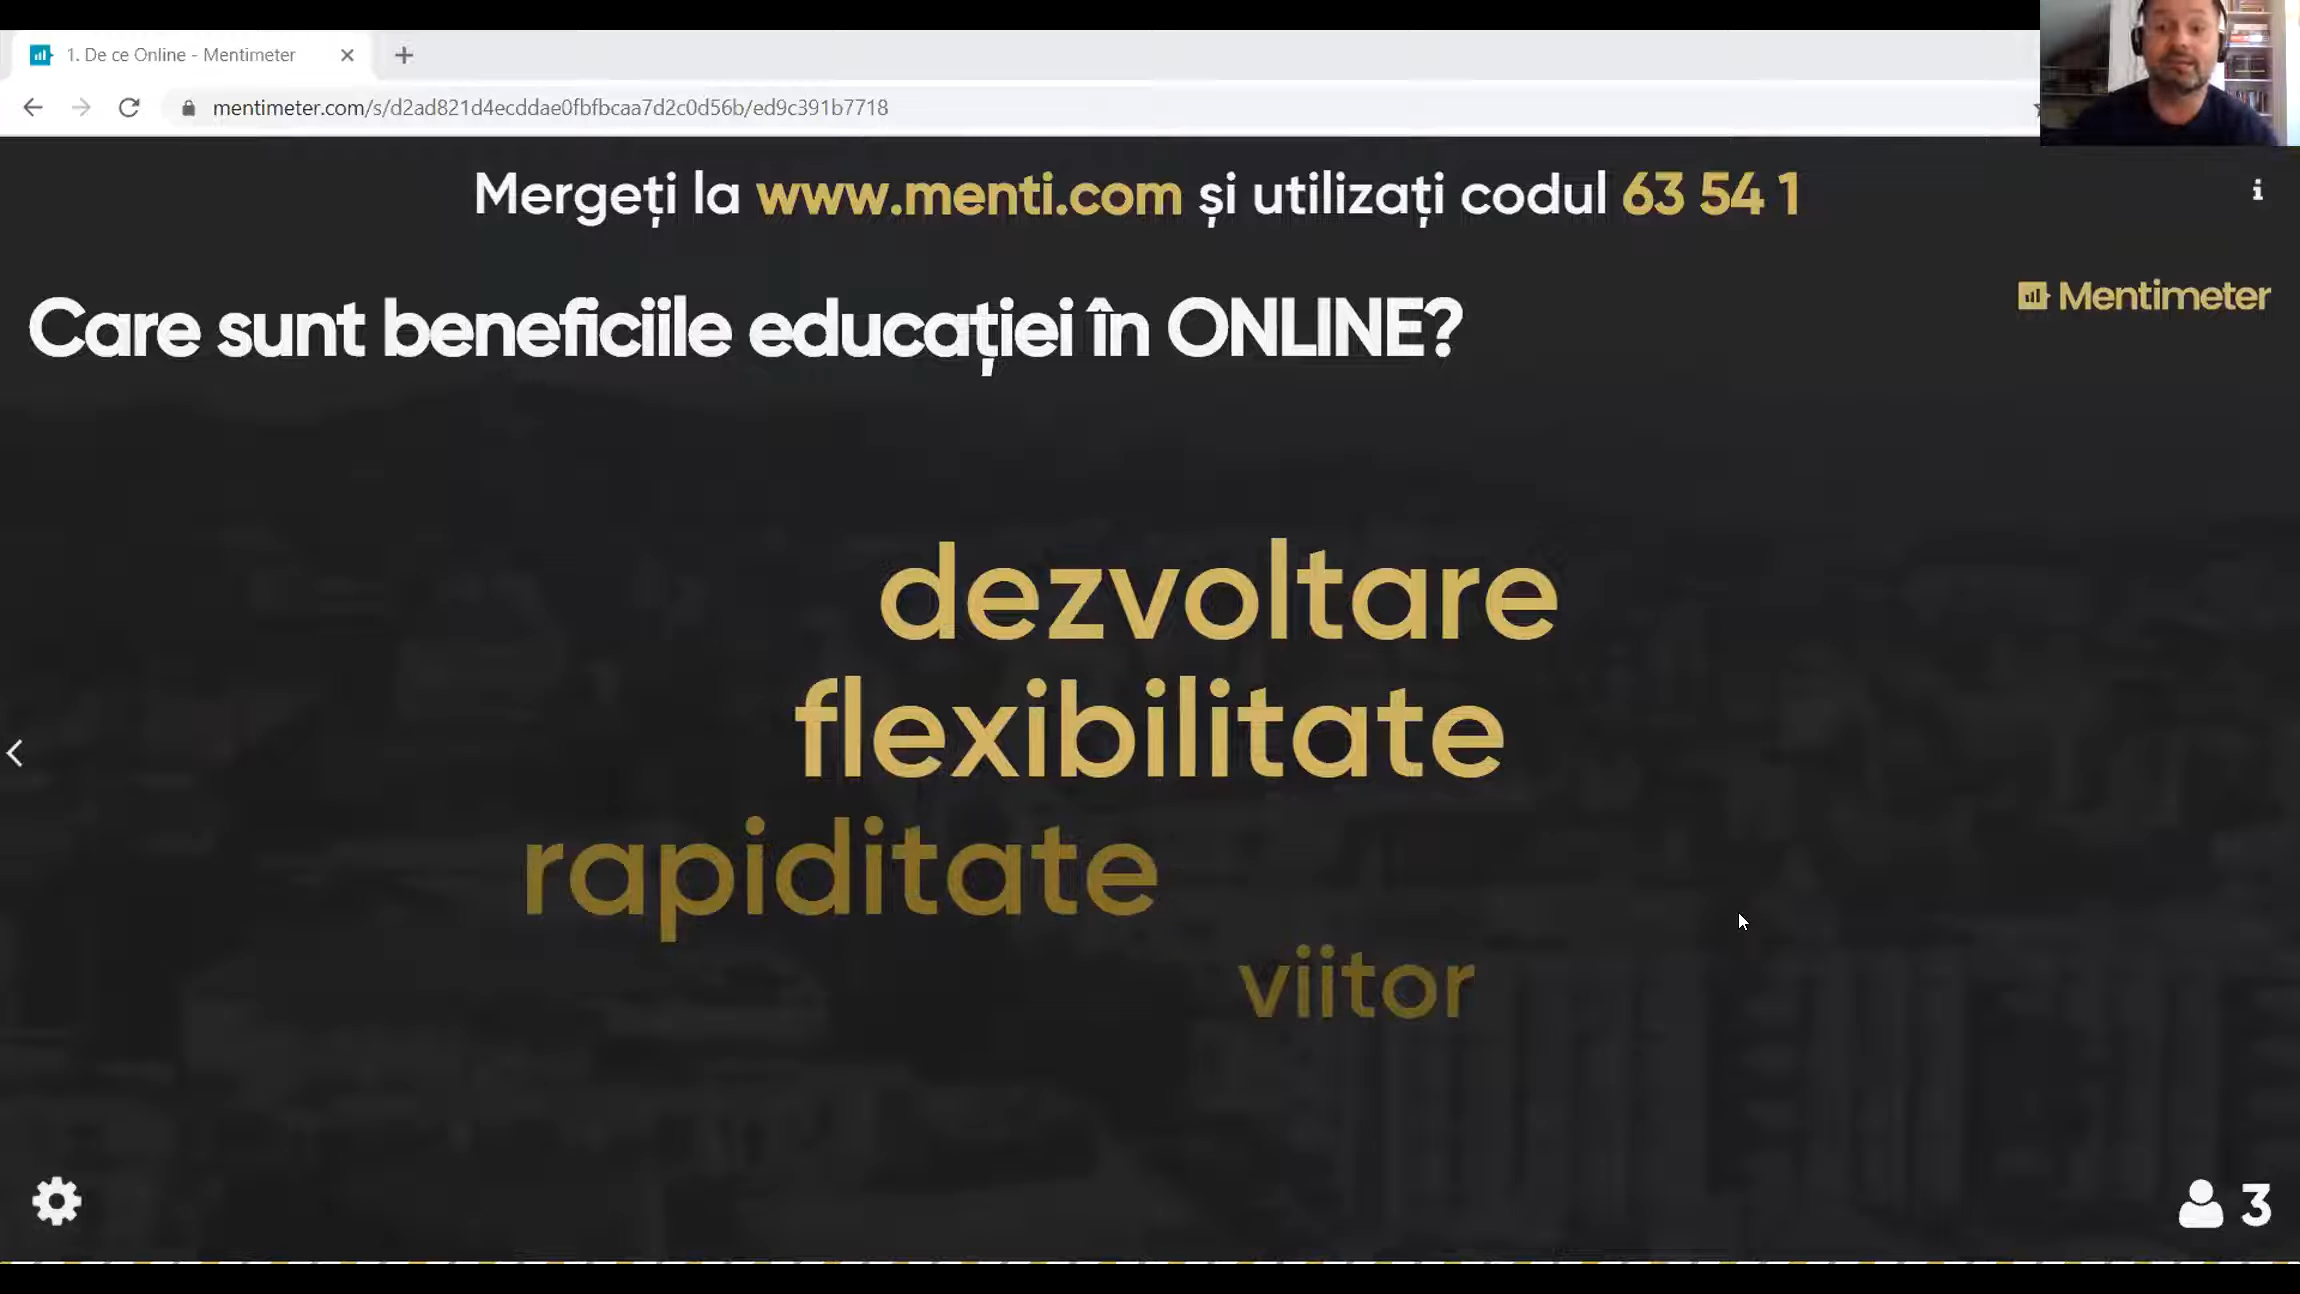 1. De ce Online - Mentimeter
mentimeter.com/s/d2ad821d4ecddae0fbfbcaa7d2c0d56b/ed9c391b7718
Mergeți la www.menti.com și utilizați codul 63 54 1
Mentimeter
Care sunt beneficiile educației în ONLINE?
dezvoltare
flexibilitate
rapiditate
viitor
3